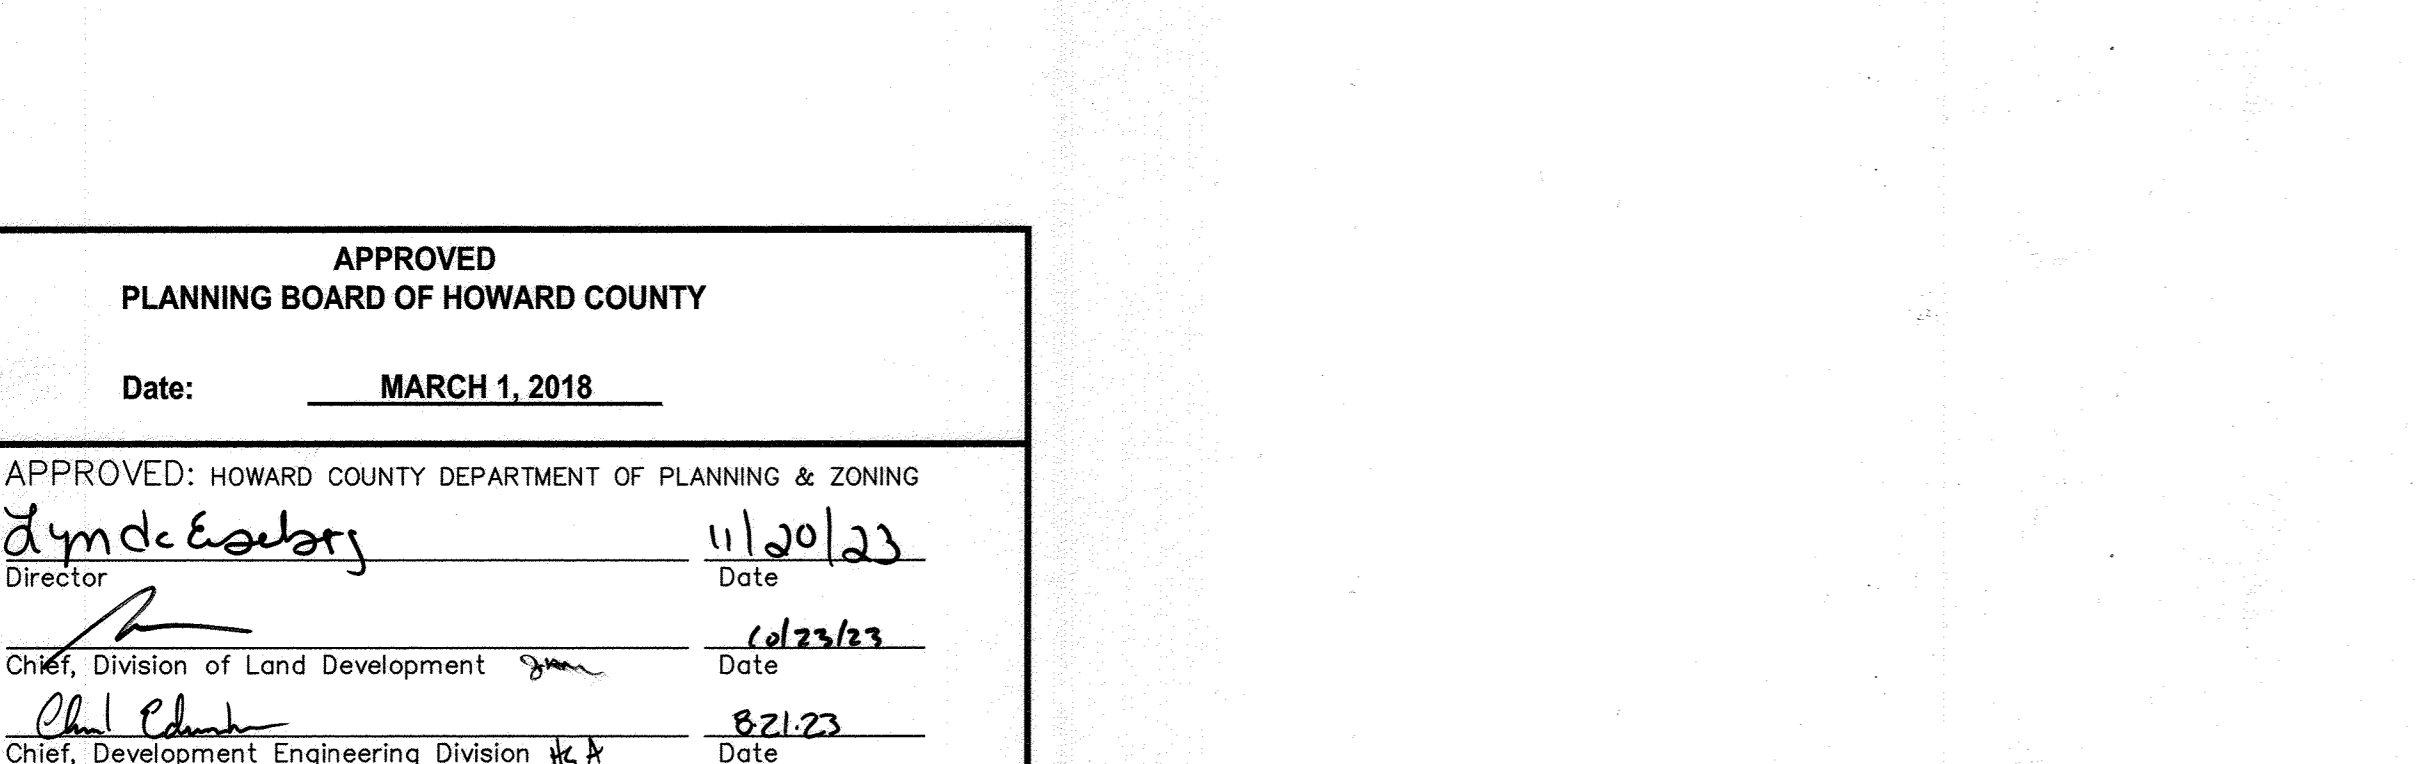 APPROVED
PLANNING BOARD OF HOWARD COUNTY
Date: MARCH 1, 2018
APPROVED: HOWARD COUNTY DEPARTMENT OF PLANNING & ZONING
11/20/23
Director Date
10/23/23
Chief, Division of Land Development Date
8.21.23
Chief, Development Engineering Division Date